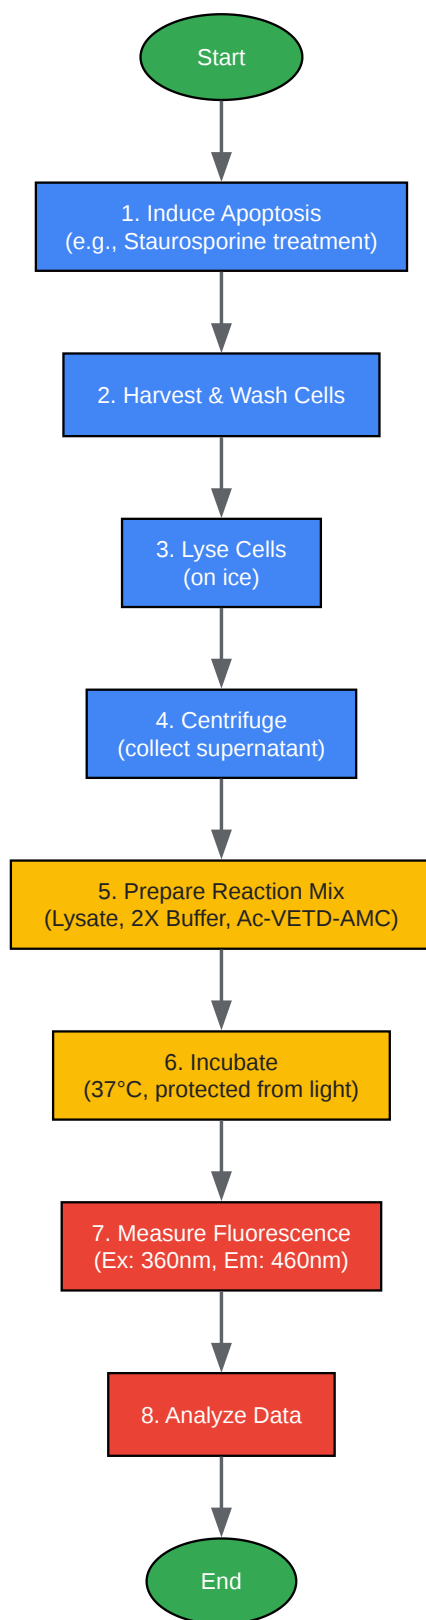 Start
1. Induce Apoptosis
(e.g., Staurosporine treatment)
2. Harvest & Wash Cells
3. Lyse Cells
(on ice)
4. Centrifuge
(collect supernatant)
5. Prepare Reaction Mix
(Lysate, 2X Buffer, Ac-VETD-AMC)
6. Incubate
(37°C, protected from light)
7. Measure Fluorescence
(Ex: 360nm, Em: 460nm)
8. Analyze Data
End